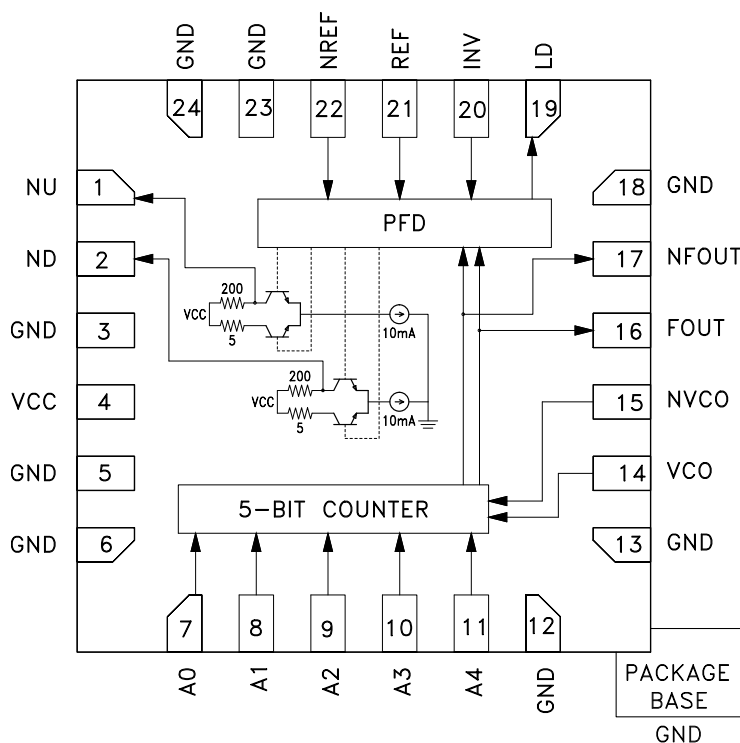 GND
GND
NREF
REF
INV
LD
24
23
22
21
20
19
NU
1
18
GND
PFD
ND
2
17
NFOUT
200
VCC
5
10mA
GND
3
16
FOUT
200
VCC
5
10mA
VCC
4
15
NVCO
GND
5
14
VCO
5-BIT COUNTER
GND
6
13
GND
7
8
9
10
11
12
A0
A1
A2
A3
A4
GND
PACKAGE
BASE
GND